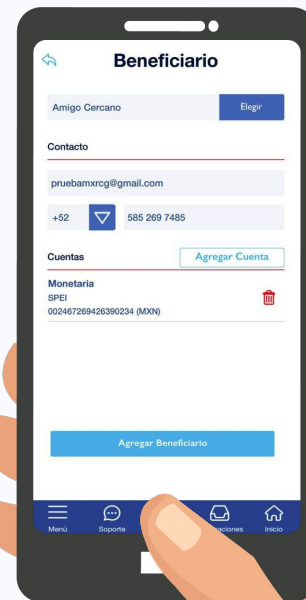 Beneficiario
Amigo Cercano
Elegir
Contacto
pruebamxrcg@gmail.com
+52 585 269 7485
Cuentas
Agregar Cuenta
Monetaria
SPEI
002467269426390234 (MXN)
Agregar Beneficiario
Menú Soporte Inicio